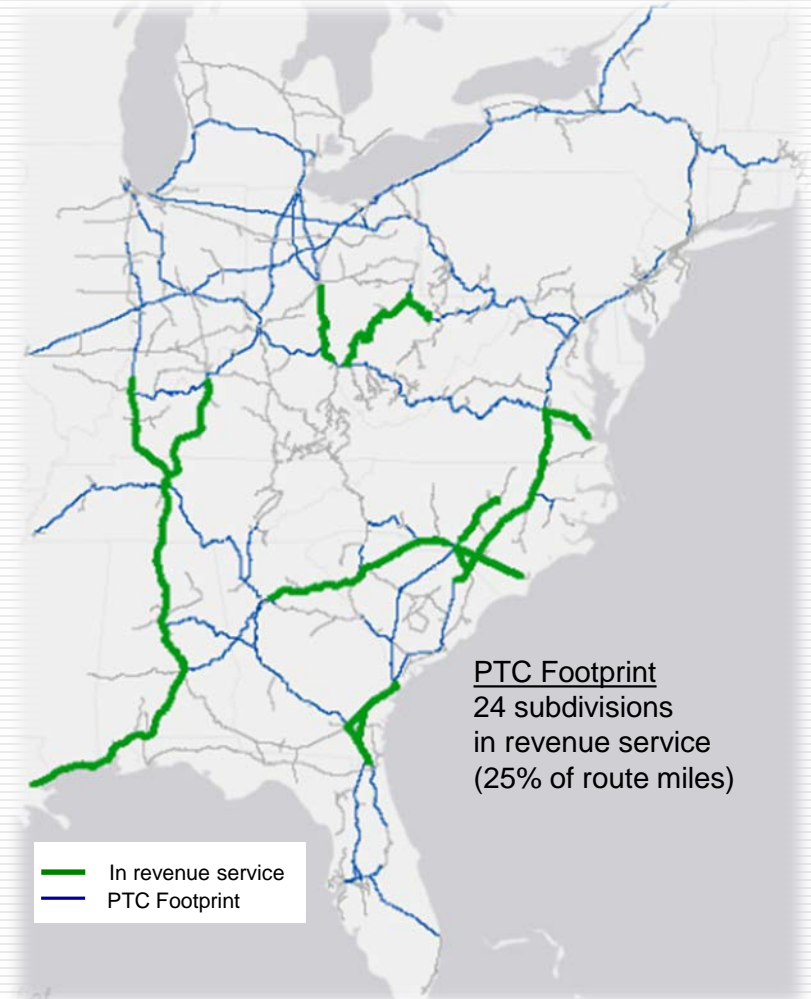 PTC Footprint
24 subdivisions
in revenue service
(25% of route miles)
In revenue service
PTC Footprint